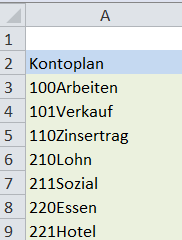 A
1
2 Kontoplan
3 100Arbeiten
4 101Verkauf
5 110Zinsertrag
6 210Lohn
7 211Sozial
8 220Essen
9 221Hotel